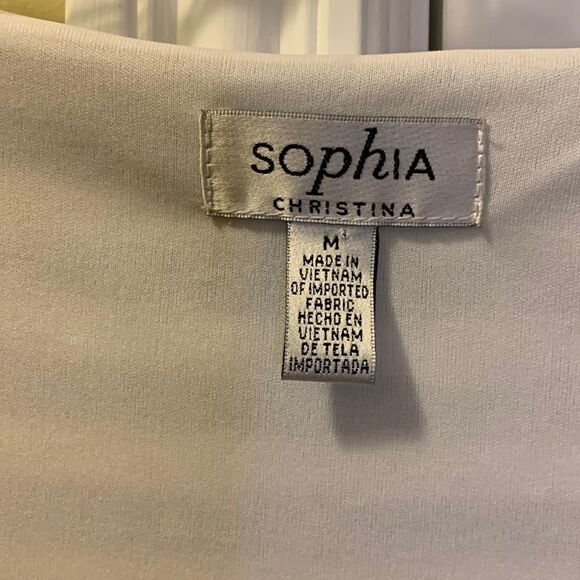 SOphIA
CHRISTINA
M
MADE IN
VIETNAM
OF IMPORTED
FABRIC
HECHO EN
VIETNAM
DE TELA
IMPORTADA